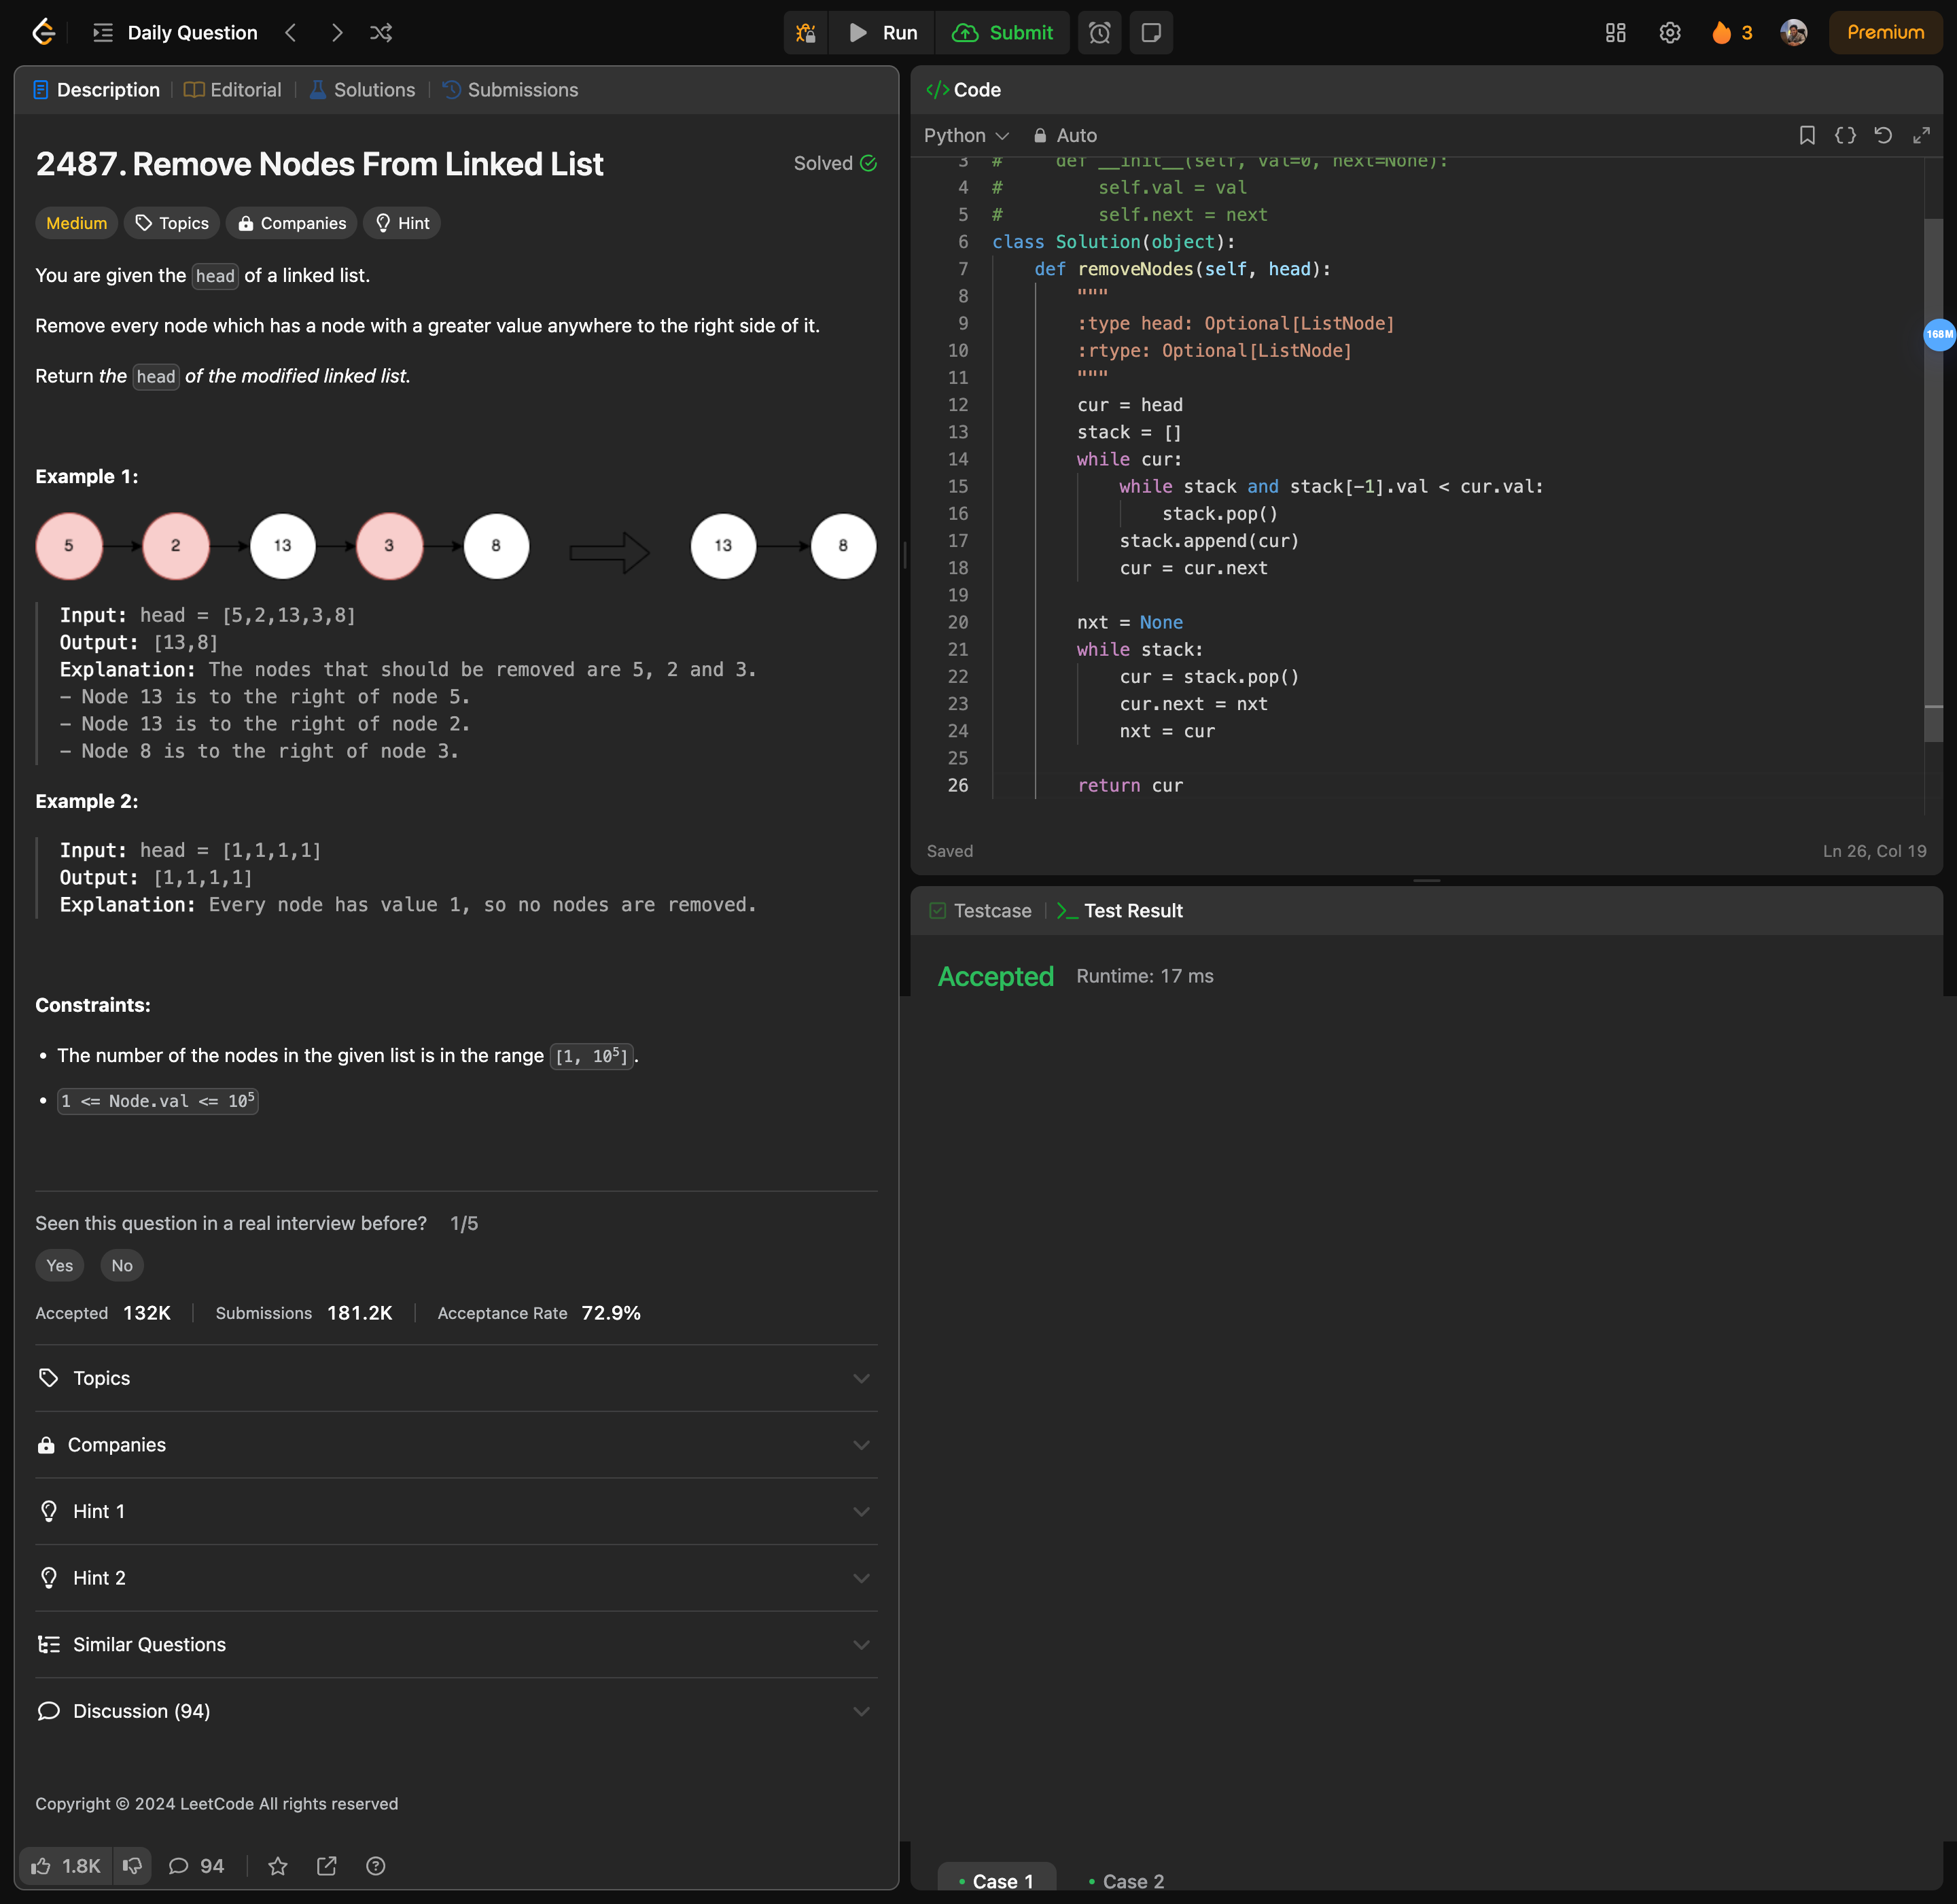 Daily Question
Run
Submit
3
Premium
Description
Editorial
Solutions
Submissions
2487. Remove Nodes From Linked List
Solved
Medium
Topics
Companies
Hint
You are given the head of a linked list.
Remove every node which has a node with a greater value anywhere to the right side of it.
Return the head of the modified linked list.
Example 1:
5 2 13 3 8 13 8
Input: head = [5,2,13,3,8]
Output: [13,8]
Explanation: The nodes that should be removed are 5, 2 and 3.
- Node 13 is to the right of node 5.
- Node 13 is to the right of node 2.
- Node 8 is to the right of node 3.
Example 2:
Input: head = [1,1,1,1]
Output: [1,1,1,1]
Explanation: Every node has value 1, so no nodes are removed.
Constraints:
• The number of the nodes in the given list is in the range [1, 10⁵].
• 1 <= Node.val <= 10⁵
Seen this question in a real interview before? 1/5
Yes
No
Accepted 132K
Submissions 181.2K
Acceptance Rate 72.9%
Topics
Companies
Hint 1
Hint 2
Similar Questions
Discussion (94)
Copyright © 2024 LeetCode All rights reserved
1.8K
94
</> Code
Python
Auto
3 #     def __init__(self, val=0, next=None):
4 #         self.val = val
5 #         self.next = next
6 class Solution(object):
7     def removeNodes(self, head):
8         """
9         :type head: Optional[ListNode]
10         :rtype: Optional[ListNode]
11         """
12         cur = head
13         stack = []
14         while cur:
15             while stack and stack[-1].val < cur.val:
16                 stack.pop()
17             stack.append(cur)
18             cur = cur.next
19
20         nxt = None
21         while stack:
22             cur = stack.pop()
23             cur.next = nxt
24             nxt = cur
25
26         return cur
168M
Saved
Ln 26, Col 19
Testcase
>_ Test Result
Accepted
Runtime: 17 ms
• Case 1
• Case 2